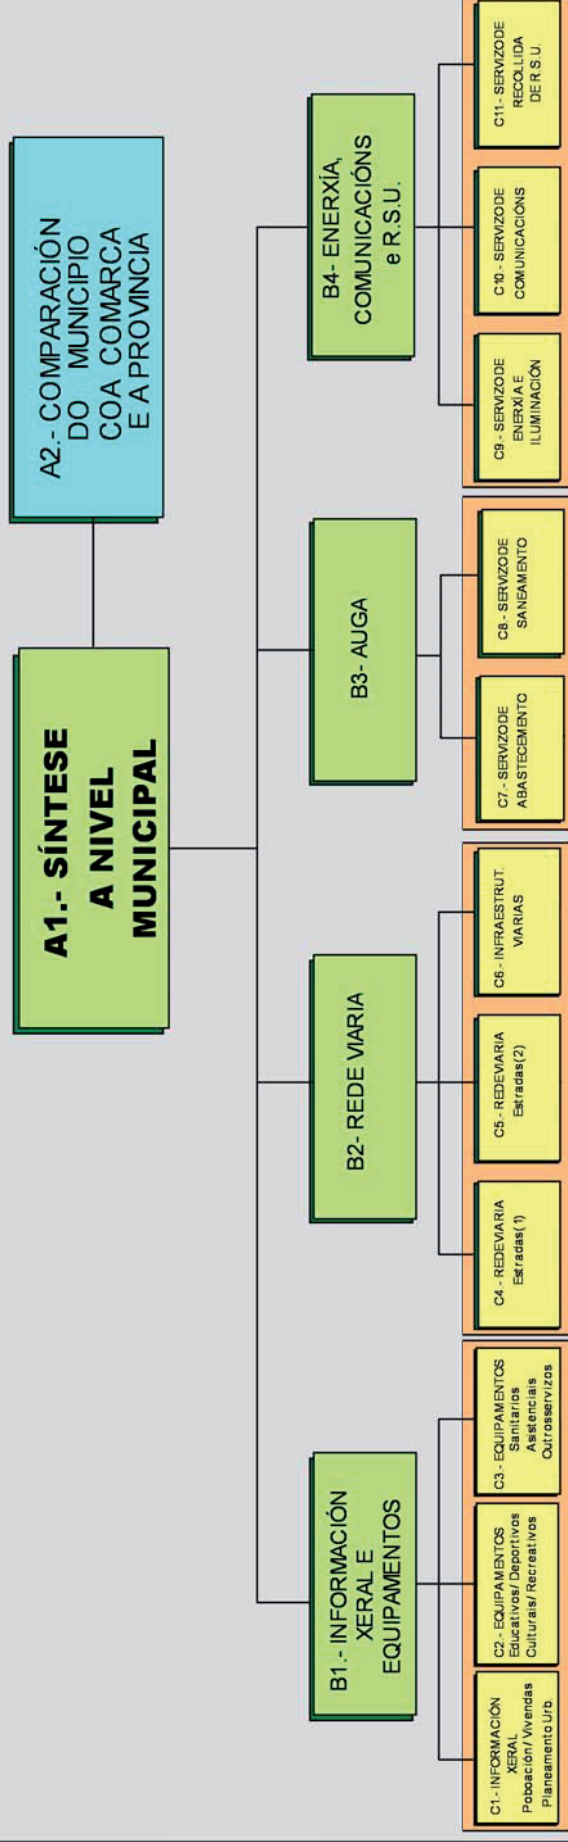 A1.- SÍNTESE
A NIVEL
MUNICIPAL
A2.- COMPARACIÓN
DO MUNICIPIO
COA COMARCA
E A PROVINCIA
B1.- INFORMACIÓN
XERAL E
EQUIPAMENTOS
B2- REDE VIARIA
B3- AUGA
B4- ENERXÍA,
COMUNICACIÓNS
e R.S.U.
C1.- INFORMACIÓN
XERAL
Poboación/ Vivendas
Planeamento Urb.
C2.- EQUIPAMENTOS
Educativos/ Deportivos
Culturais/ Recreativos
C3.- EQUIPAMENTOS
Sanitarios
Asistenciais
Outrosservizos
C4.- REDEVIARIA
Estradas(1)
C5.- REDEVIARIA
Estradas(2)
C6.- INFRAESTRUT.
VIARIAS
C7.- SERVIZODE
ABASTECEMENTO
C8.- SERVIZODE
SANEAMENTO
C9.- SERVIZODE
ENERXÍA E
ILUMINACIÓN
C10.- SERVIZODE
COMUNICACIÓNS
C11.- SERVIZODE
RECOLLIDA
DE R.S.U.